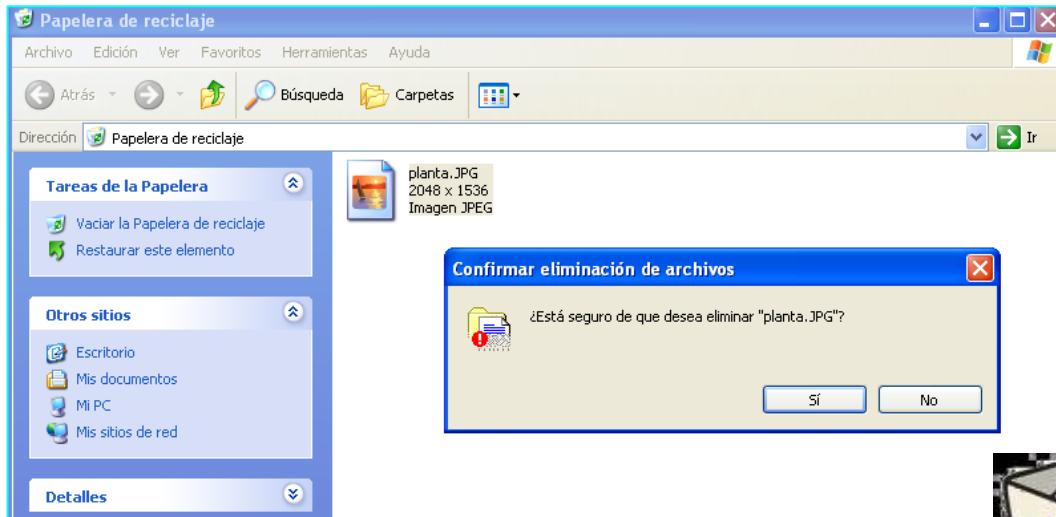 Papelera de reciclaje
Archivo Edición Ver Favoritos Herramientas Ayuda
Atrás Búsqueda Carpetas
Dirección Papelera de reciclaje Ir
Tareas de la Papelera
Vaciar la Papelera de reciclaje
Restaurar este elemento
Otros sitios
Escritorio
Mis documentos
Mi PC
Mis sitios de red
Detalles
planta.JPG
2048 x 1536
Imagen JPEG
Confirmar eliminación de archivos
¿Está seguro de que desea eliminar "planta.JPG"?
Sí No